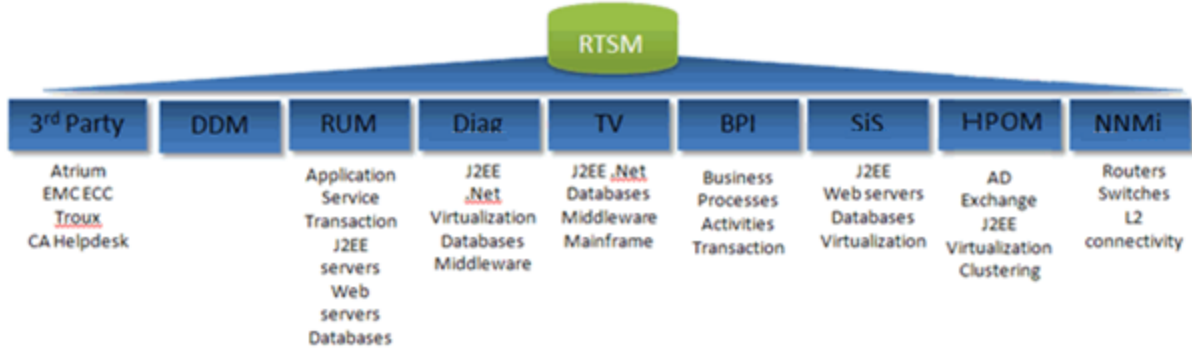 RTSM
3rd Party
DDM
RUM
Diag
TV
BPI
SiS
HPOM
NNMi
Atrium
EMC ECC
Troux
CA Helpdesk
Application
Service
Transaction
J2EE
servers
Web
servers
Databases
J2EE
.Net
Virtualization
Databases
Middleware
J2EE .Net
Databases
Middleware
Mainframe
Business
Processes
Activities
Transaction
J2EE
Web servers
Databases
Virtualization
AD
Exchange
J2EE
Virtualization
Clustering
Routers
Switches
L2
connectivity